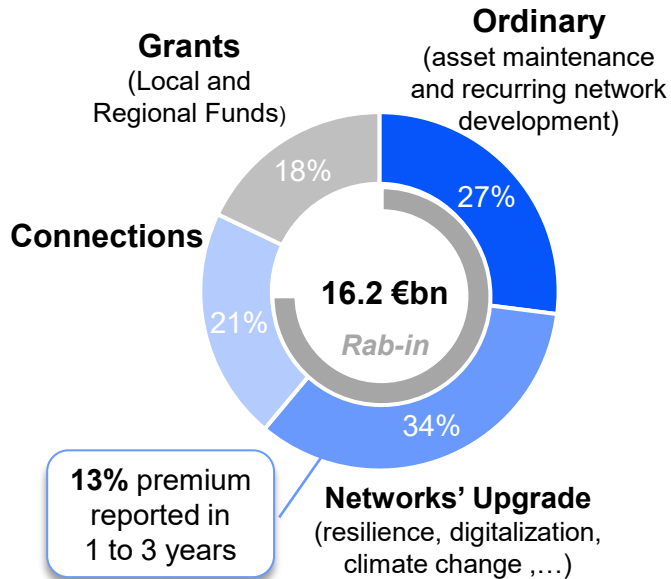 Grants
(Local and
Regional Funds)
Ordinary
(asset maintenance
and recurring network
development)
18%
27%
Connections
16.2 €bn
Rab-in
21%
34%
13% premium
reported in
1 to 3 years
Networks’ Upgrade
(resilience, digitalization,
climate change ,…)